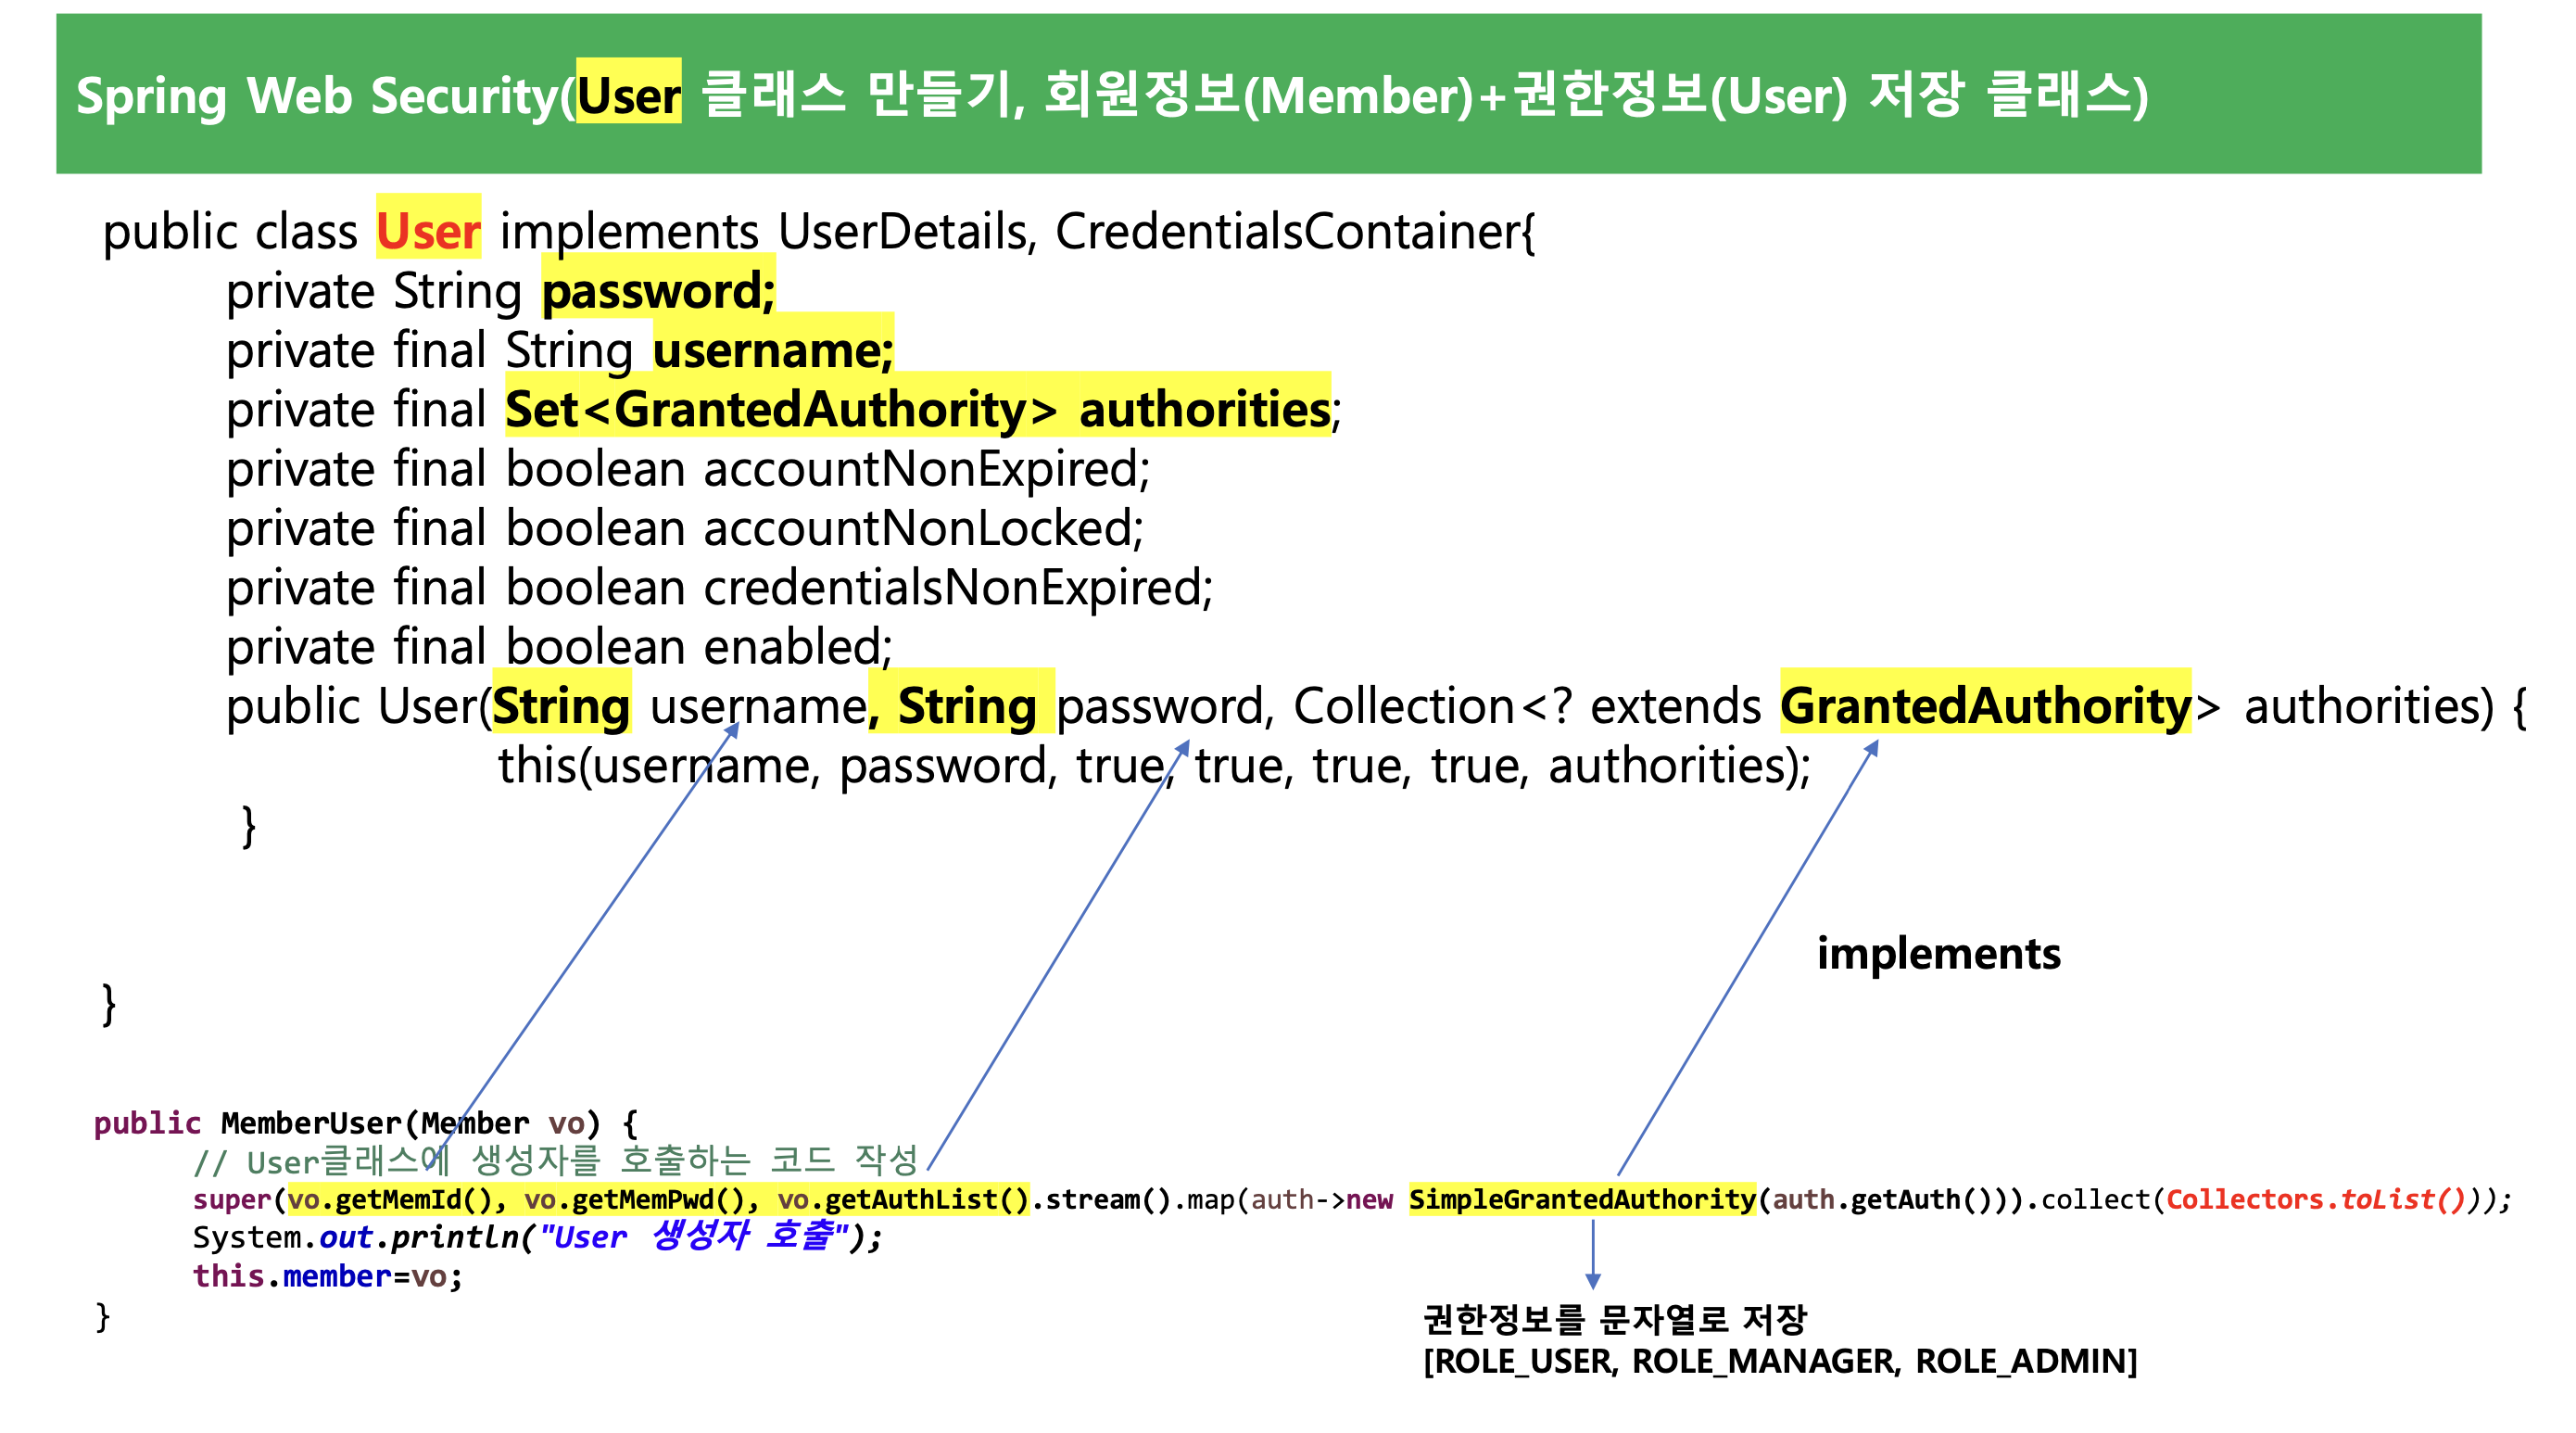 Spring Web Security(User 클래스 만들기, 회원정보(Member)+권한정보(User) 저장 클래스)
public class User implements UserDetails, CredentialsContainer{
private String password;
private final String username;
private final Set<GrantedAuthority> authorities;
private final boolean accountNonExpired;
private final boolean accountNonLocked;
private final boolean credentialsNonExpired;
private final boolean enabled;
public User(String username, String password, Collection<? extends GrantedAuthority> authorities) {
this(username, password, true, true, true, true, authorities);
}
implements
}
public MemberUser(Member vo) {
// User클래스에 생성자를 호출하는 코드 작성
super(vo.getMemId(), vo.getMemPwd(), vo.getAuthList().stream().map(auth->new SimpleGrantedAuthority(auth.getAuth())).collect(Collectors.toList()));
System.out.println("User 생성자 호출");
this.member=vo;
}
권한정보를 문자열로 저장
[ROLE_USER, ROLE_MANAGER, ROLE_ADMIN]